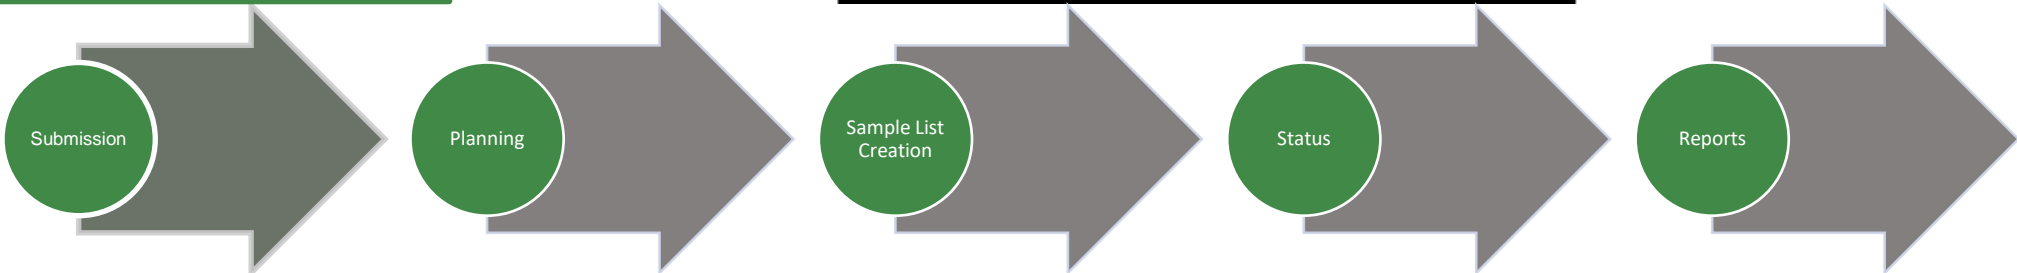 Submission
Planning
Sample List
Creation
Status
Reports